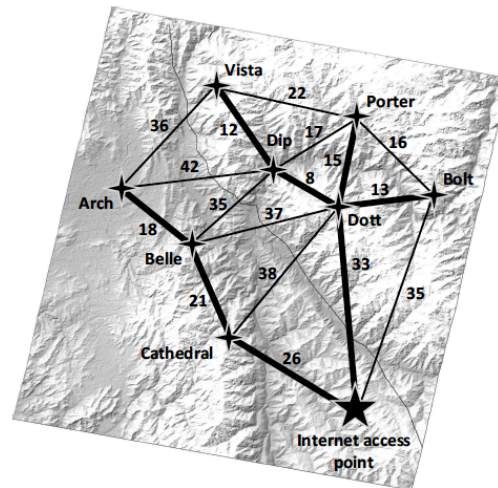 Vista
22
Porter
36
12
Dip
17
16
42
15
8
13
Bolt
Arch
35
37
Dott
18
Belle
33
38
35
21
Cathedral
26
Internet access
point